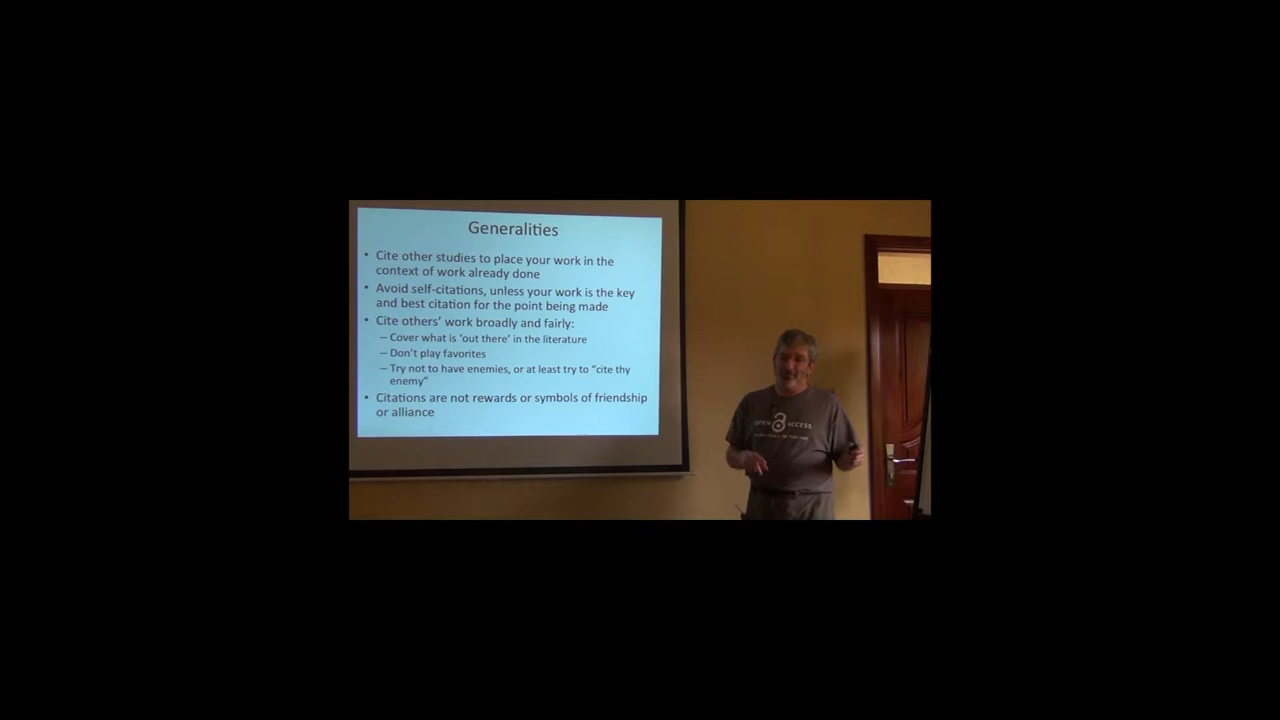 Generalities
• Cite other studies to place your work in the
context of work already done
• Avoid self-citations, unless your work is the key
and best citation for the point being made
• Cite others’ work broadly and fairly:
– Cover what is ‘out there’ in the literature
– Don’t play favorites
– Try not to have enemies, or at least try to “cite thy
enemy”
• Citations are not rewards or symbols of friendship
or alliance
OPEN ACCESS